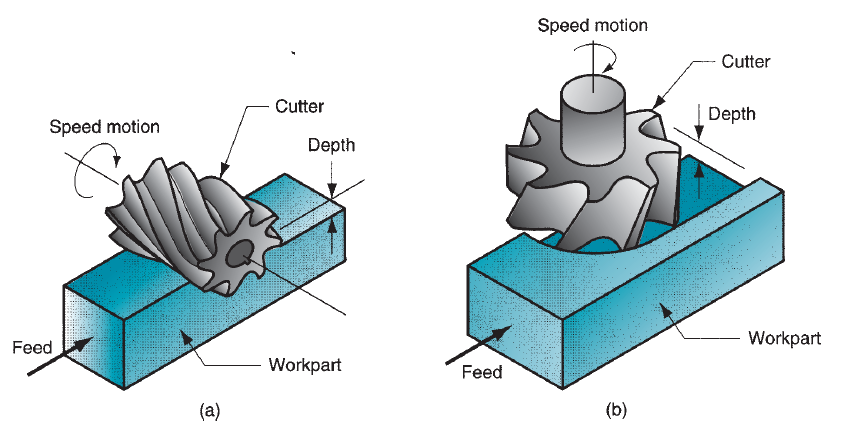 Speed motion
Cutter
Depth
Feed
Workpart
(a)
Speed motion
Cutter
Depth
Workpart
Feed
(b)